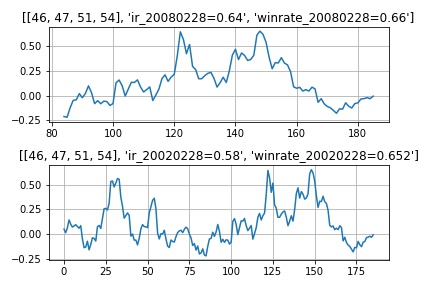 [[46, 47, 51, 54], 'ir_20080228=0.64', 'winrate_20080228=0.66']
0.50
0.25
0.00
−0.25
80 100 120 140 160 180
[[46, 47, 51, 54], 'ir_20020228=0.58', 'winrate_20020228=0.652']
0.50
0.25
0.00
−0.25
0 25 50 75 100 125 150 175